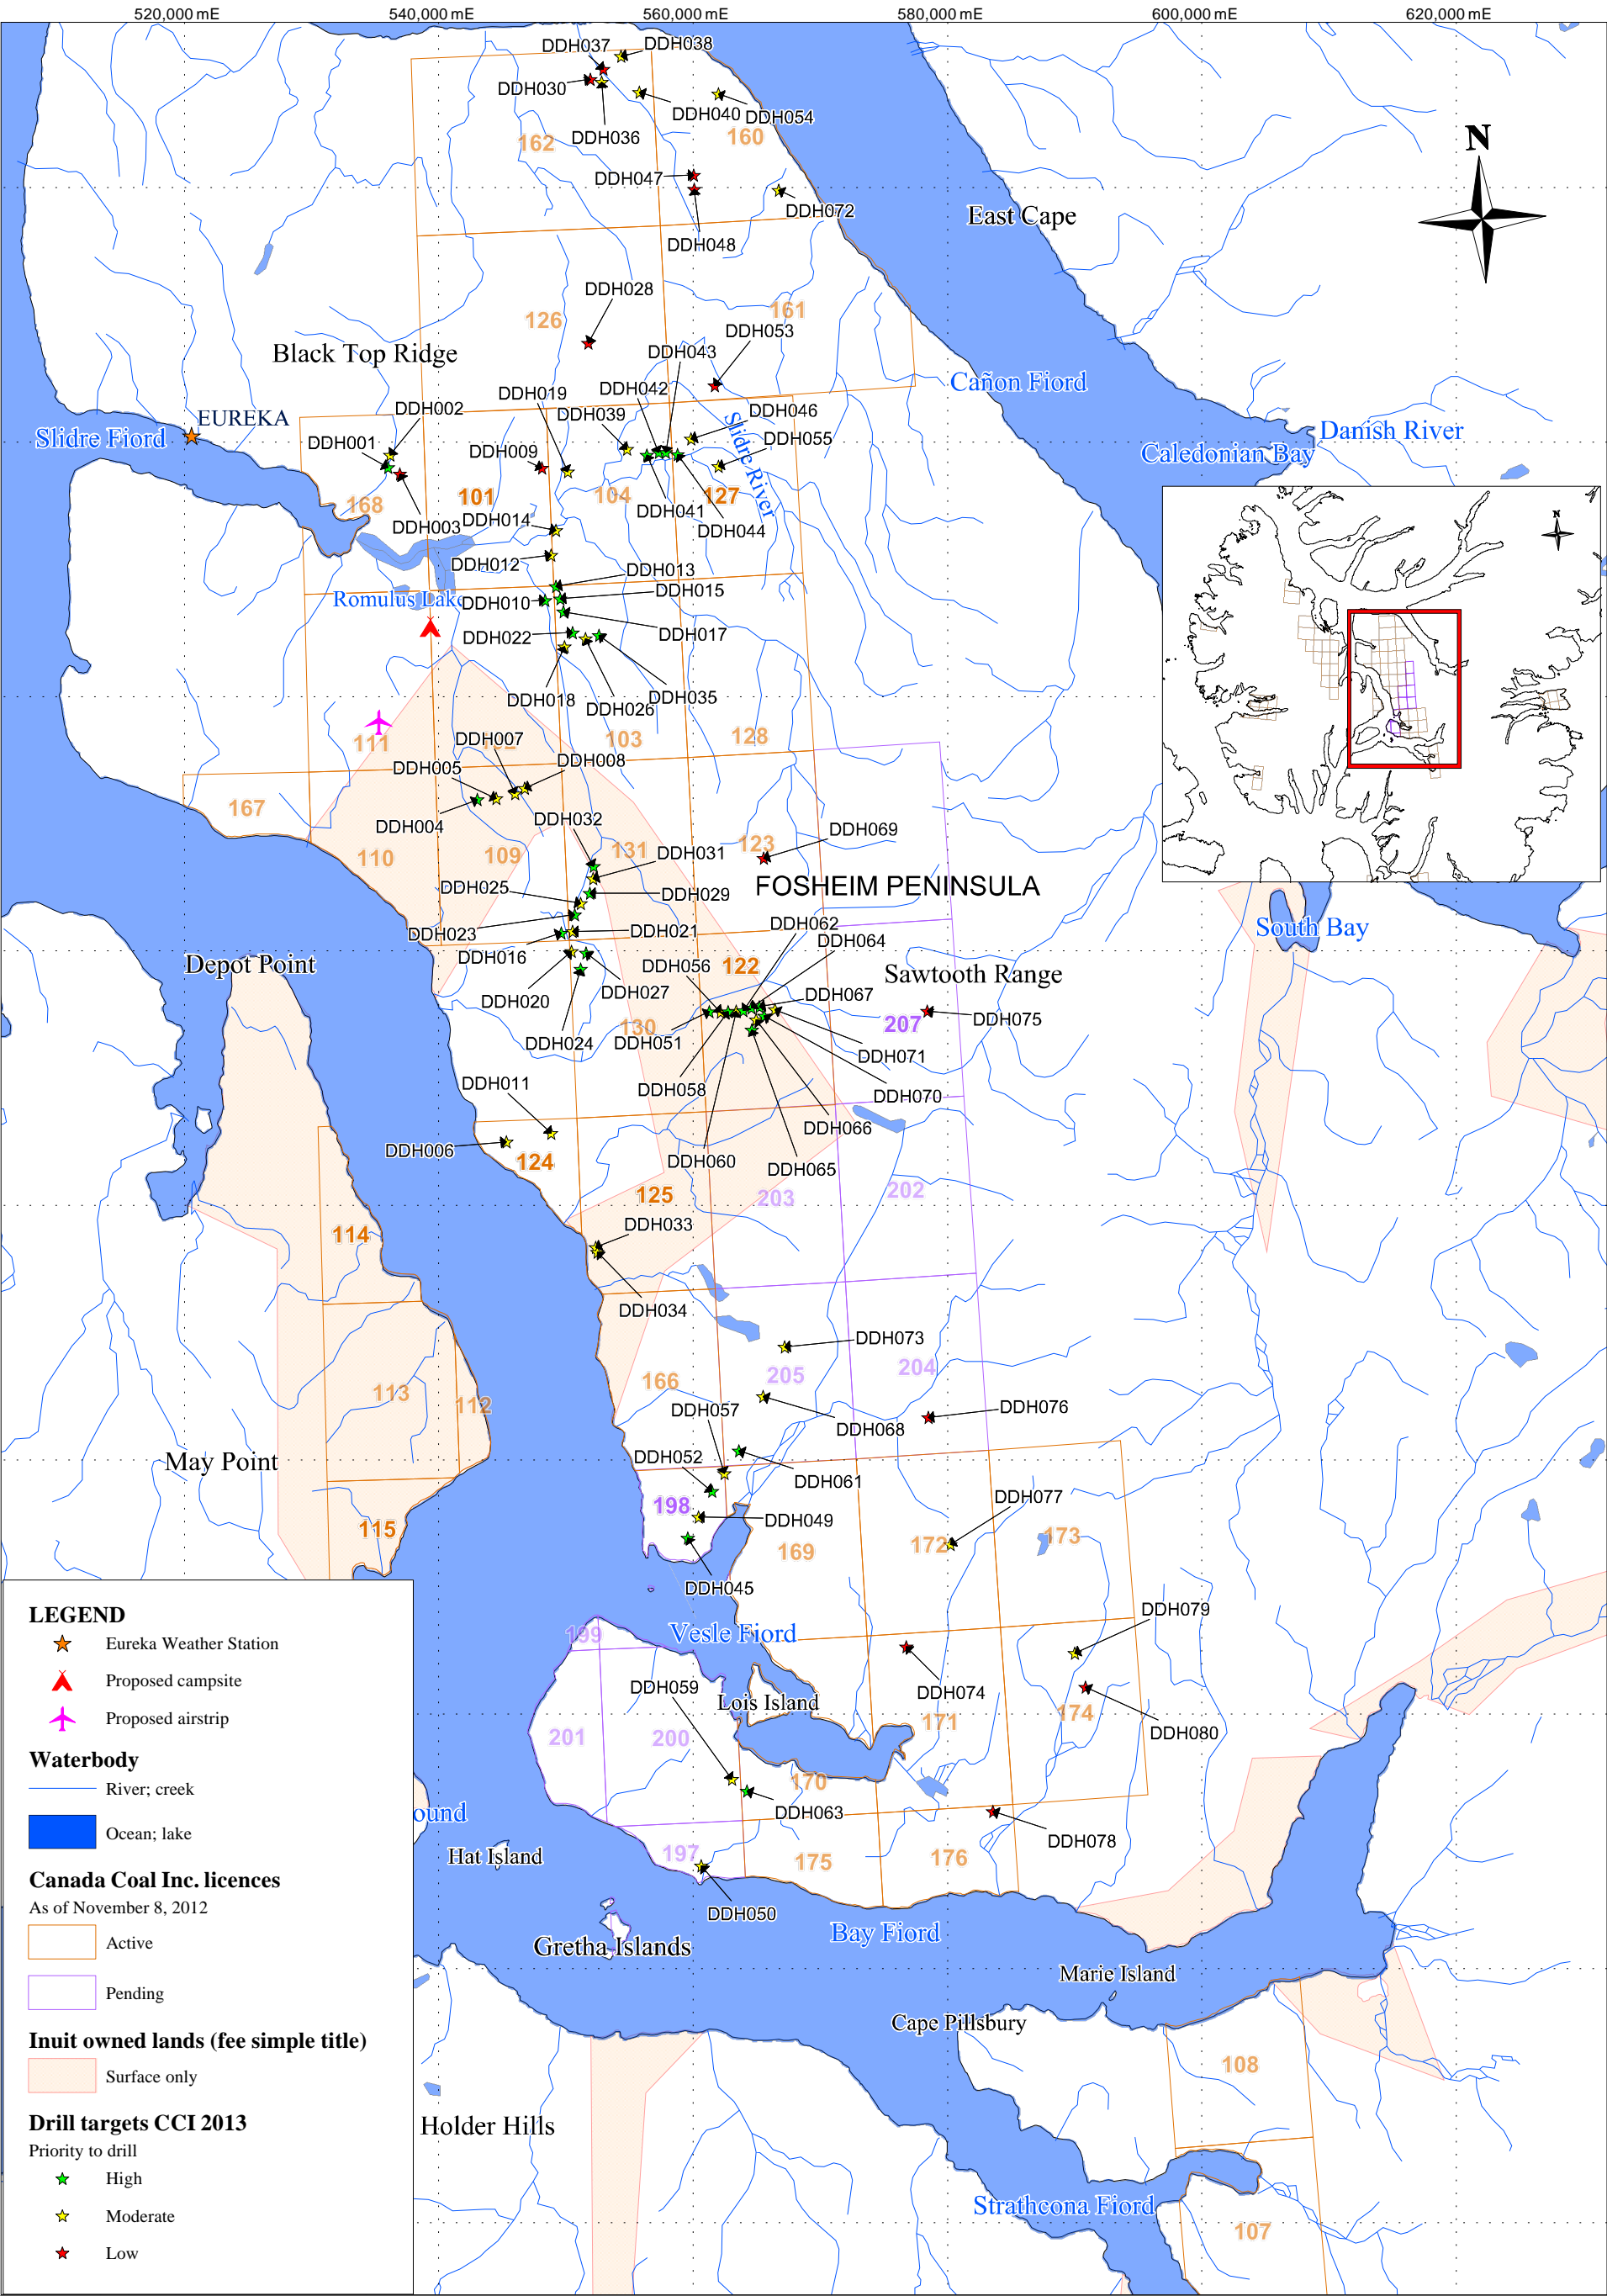 520,000 mE 540,000 mE 560,000 mE 580,000 mE 600,000 mE 620,000 mE
DDH037 DDH038
DDH030
DDH040 DDH054
DDH036
162 160
N
DDH047
DDH072
East Cape
DDH048
DDH028
161
126
DDH053
Black Top Ridge
DDH043
Cañon Fiord
DDH042
DDH019
DDH002 DDH039 DDH046
EUREKA
Slidre Fiord
DDH001
DDH055
Slidre River
Danish River
Caledonian Bay
DDH009
168 101 104 127
DDH041
DDH003 DDH014
DDH044
DDH012
DDH013
DDH015
Romulus Lake
DDH010
DDH022 DDH017
DDH018 DDH026 DDH035
N
111 DDH007 103 128
DDH005 DDH008
167
DDH004 DDH032
DDH069
110 109 131 DDH031 123
DDH025 FOSHEIM PENINSULA
DDH029
DDH023 DDH021 DDH062
South Bay
DDH016 DDH064
Depot Point DDH056 122 Sawtooth Range
DDH020 DDH027 DDH067
130 207 DDH075
DDH024 DDH051
DDH071
DDH011 DDH058
DDH070
DDH066
DDH006 124 DDH060 DDH065
125 203 202
DDH033
114
DDH034
DDH073
113 166 205 204
112
DDH057 DDH076
DDH068
May Point DDH052
DDH061
DDH077
198
115 DDH049 172 173
169
DDH045
DDH079
199 Vesle Fiord
DDH059
DDH074
Lois Island
174
201 200 171
DDH080
170
DDH063
ound
DDH078
Hat Island
197 175 176
DDH050
Bay Fiord
Gretha Islands
Marie Island
Cape Pillsbury
108
Holder Hills
Strathcona Fiord
107
LEGEND
Eureka Weather Station
Proposed campsite
Proposed airstrip
Waterbody
River; creek
Ocean; lake
Canada Coal Inc. licences
As of November 8, 2012
Active
Pending
Inuit owned lands (fee simple title)
Surface only
Drill targets CCI 2013
Priority to drill
High
Moderate
Low